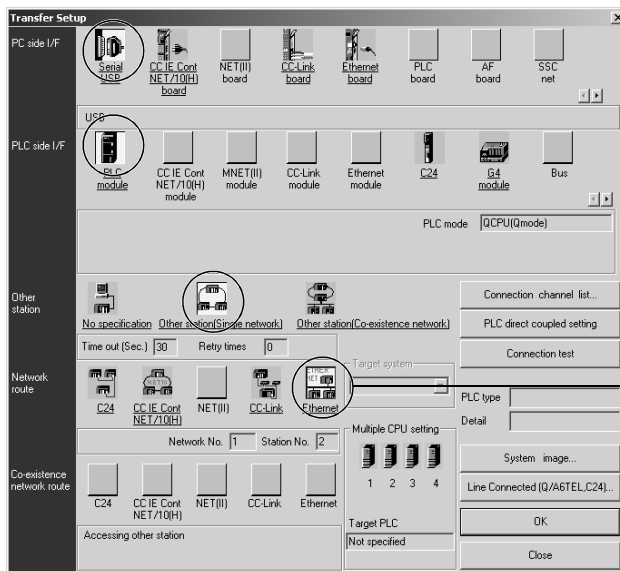 Transfer Setup
PC side I/F
Serial USB
CC IE Cont NET/10(H) board
NET(II) board
CC-Link board
Ethernet board
PLC board
AF board
SSC net
USB
PLC side I/F
PLC module
CC IE Cont NET/10(H) module
MNET(II) module
CC-Link module
Ethernet module
C24
G4 module
Bus
PLC mode QCPU(Qmode)
Other station
No specification
Other station(Single network)
Other station(Co-existence network)
Time out (Sec.) 30 Retry times 0
Connection channel list...
PLC direct coupled setting
Connection test
Network route
C24
CC IE Cont NET/10(H)
NET(II)
CC-Link
Ethernet
Target system
PLC type
Detail
Network No. 1 Station No. 2
Multiple CPU setting
1 2 3 4
Target PLC
Not specified
System image...
Line Connected (Q/A6TEL,C24)...
OK
Close
Co-existence network route
C24
CC IE Cont NET/10(H)
NET(II)
CC-Link
Ethernet
Accessing other station